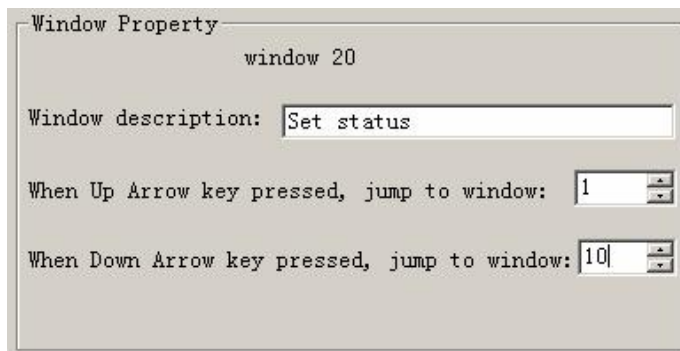 Window Property
window 20
Window description: Set status
When Up Arrow key pressed, jump to window: 1
When Down Arrow key pressed, jump to window: 10